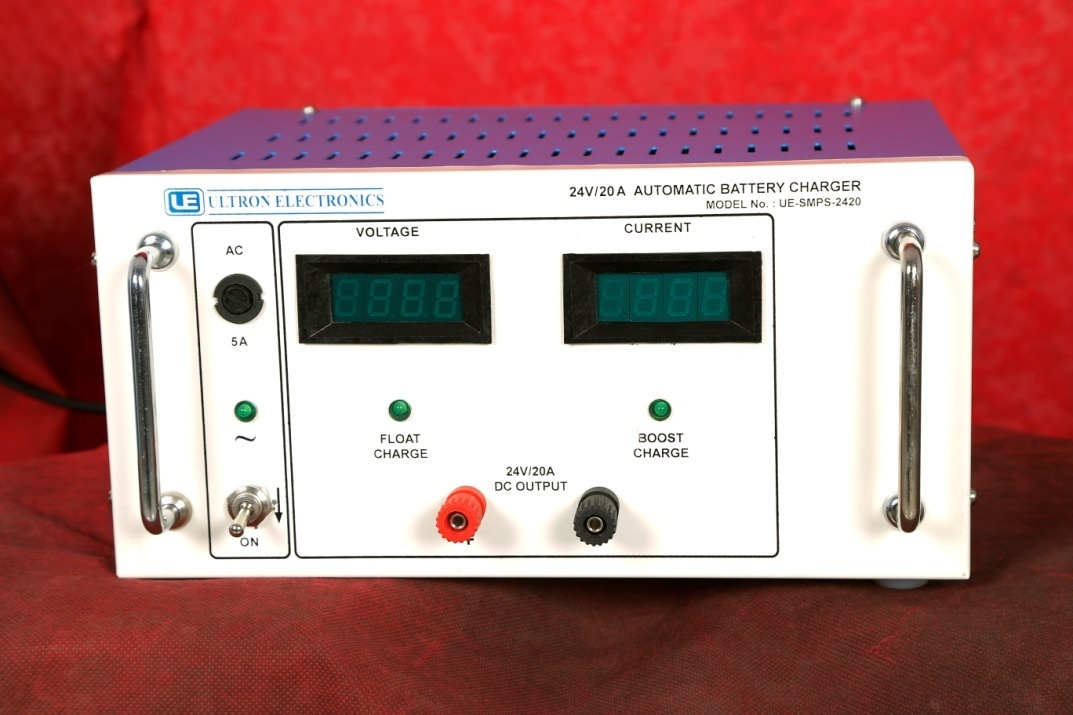 UE ULTRON ELECTRONICS
24V/20A AUTOMATIC BATTERY CHARGER
MODEL No. : UE-SMPS-2420
AC
5A
~
ON
VOLTAGE
CURRENT
FLOAT
CHARGE
BOOST
CHARGE
24V/20A
DC OUTPUT